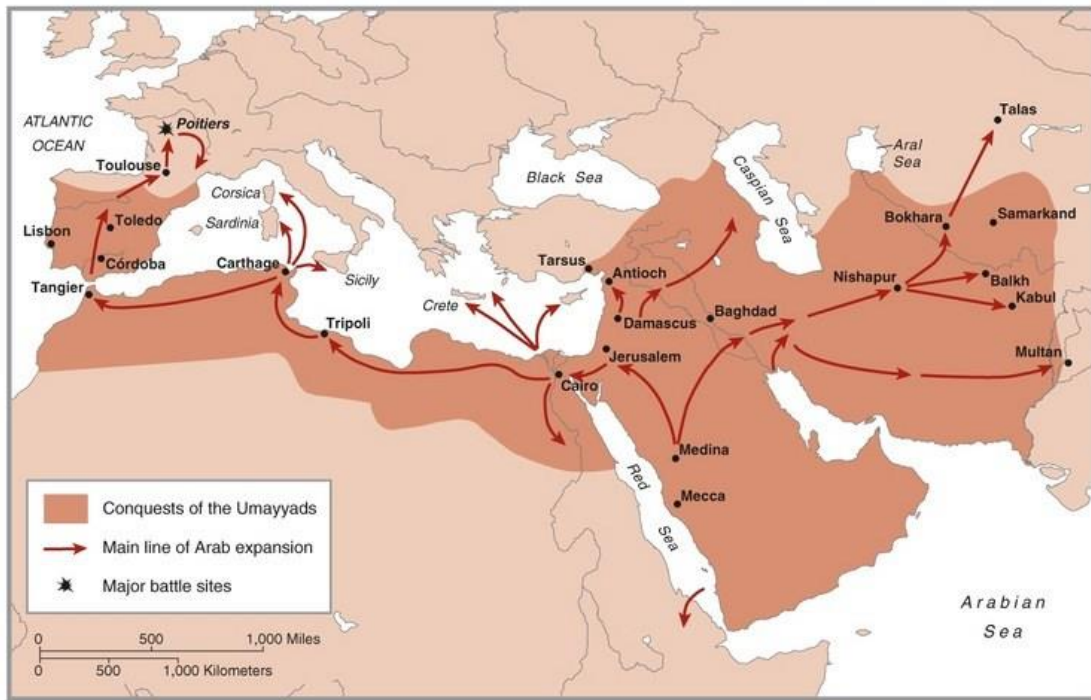 Talas
ATLANTIC
OCEAN
Poitiers
Aral
Sea
Toulouse
Black Sea
Caspian Sea
Corsica
Bokhara
Samarkand
Sardinia
Toledo
Lisbon
Tarsus
Antioch
Córdoba
Carthage
Nishapur
Balkh
Sicily
Tangier
Kabul
Crete
Damascus
Baghdad
Tripoli
Jerusalem
Multan
Cairo
Medina
Red
Sea
Mecca
Conquests of the Umayyads
Main line of Arab expansion
Major battle sites
Arabian
Sea
0 500 1,000 Miles
0 500 1,000 Kilometers